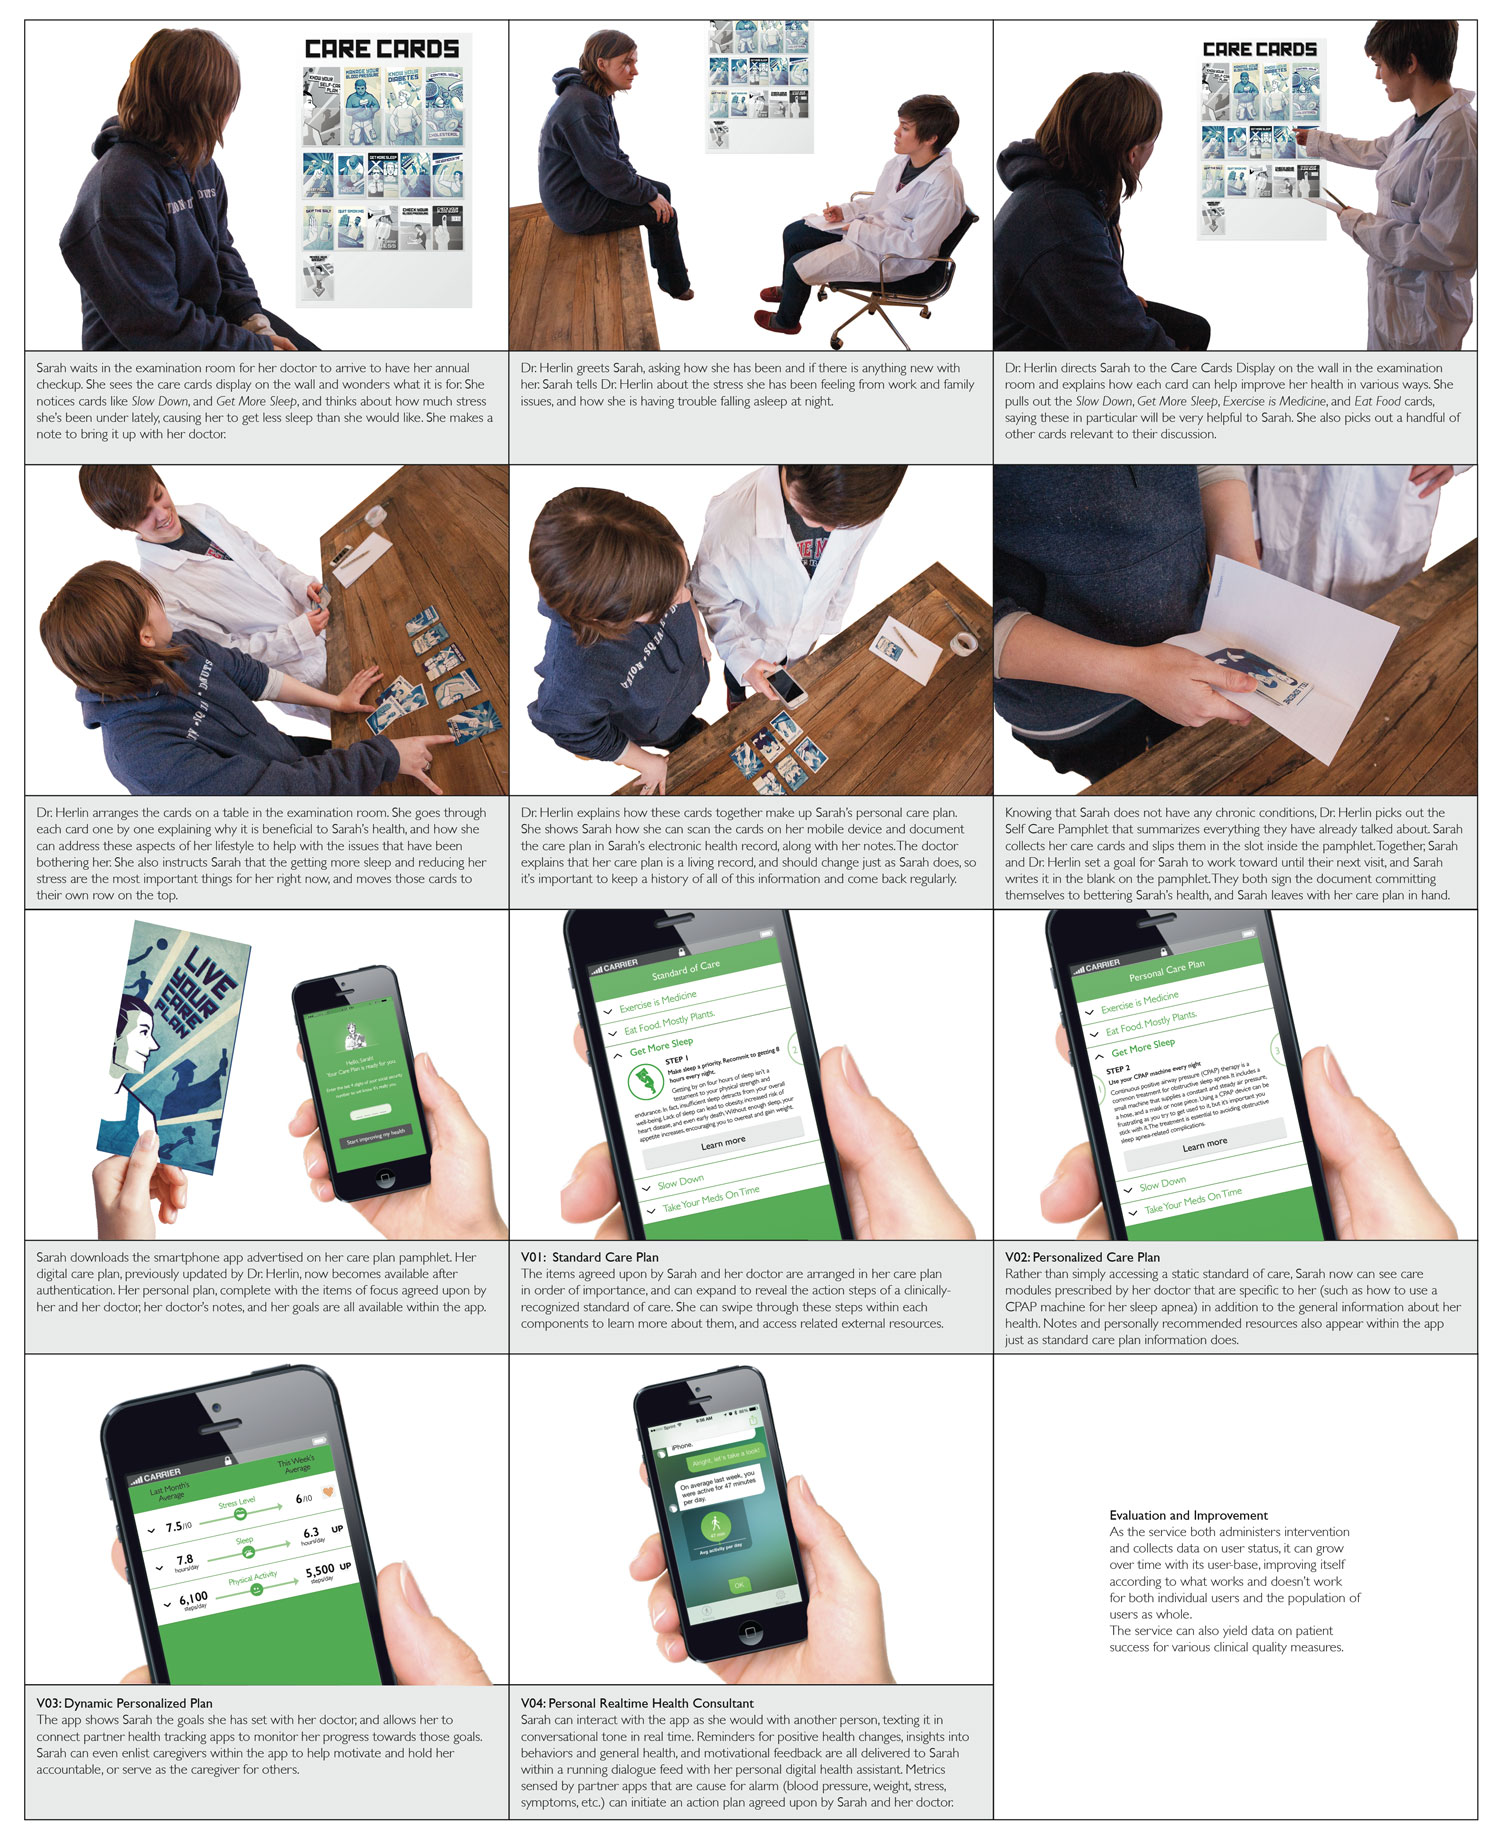 CARE CARDS
KNOW YOUR
SELF-CARE
PLAN
MANAGE YOUR
BLOOD PRESSURE
KNOW YOUR
DIABETES
CONTROL YOUR
CHOLESTEROL
GET MORE SLEEP
QUIT SMOKING
CHECK YOUR
BLOOD PRESSURE
CARE CARDS
Sarah waits in the examination room for her doctor to arrive to have her annual
checkup. She sees the care cards display on the wall and wonders what it is for. She
notices cards like Slow Down, and Get More Sleep, and thinks about how much stress
she's been under lately, causing her to get less sleep than she would like. She makes a
note to bring it up with her doctor.
Dr. Herlin greets Sarah, asking how she has been and if there is anything new with
her. Sarah tells Dr. Herlin about the stress she has been feeling from work and family
issues, and how she is having trouble falling asleep at night.
Dr. Herlin directs Sarah to the Care Cards Display on the wall in the examination
room and explains how each card can help improve her health in various ways. She
pulls out the Slow Down, Get More Sleep, Exercise is Medicine, and Eat Food cards,
saying these in particular will be very helpful to Sarah. She also picks out a handful of
other cards relevant to their discussion.
Dr. Herlin arranges the cards on a table in the examination room. She goes through
each card one by one explaining why it is beneficial to Sarah's health, and how she
can address these aspects of her lifestyle to help with the issues that have been
bothering her. She also instructs Sarah that the getting more sleep and reducing her
stress are the most important things for her right now, and moves those cards to
their own row on the top.
Dr. Herlin explains how these cards together make up Sarah's personal care plan.
She shows Sarah how she can scan the cards on her mobile device and document
the care plan in Sarah's electronic health record, along with her notes. The doctor
explains that her care plan is a living record, and should change just as Sarah does, so
it's important to keep a history of all of this information and come back regularly.
Knowing that Sarah does not have any chronic conditions, Dr. Herlin picks out the
Self Care Pamphlet that summarizes everything they have already talked about. Sarah
collects her care cards and slips them in the slot inside the pamphlet. Together, Sarah
and Dr. Herlin set a goal for Sarah to work toward until their next visit, and Sarah
writes it in the blank on the pamphlet. They both sign the document committing
themselves to bettering Sarah's health, and Sarah leaves with her care plan in hand.
LIVE
YOUR
CARE
PLAN
Hello, Sarah!
Your Care Plan is ready for you.
Enter the last 4 digits of your social security
number so we know it's really you.
Start improving my health
CARRIER
Standard of Care
Exercise is Medicine
Eat Food. Mostly Plants.
Get More Sleep
STEP 1
2
Make sleep a priority. Recommit to getting 8
hours every night.
Getting by on four hours of sleep isn't a
testament to your physical strength and
endurance. In fact, insufficient sleep detracts from your overall
well-being. Lack of sleep can lead to obesity, increased risk of
heart disease, and even early death. Without enough sleep, your
appetite increases, encouraging you to overeat and gain weight.
Learn more
Slow Down
Take Your Meds On Time
CARRIER
Personal Care Plan
Exercise is Medicine
Eat Food. Mostly Plants.
Get More Sleep
STEP 2
1
3
Use your CPAP machine every night
Continuous positive airway pressure (CPAP) therapy is a
common treatment for obstructive sleep apnea. It includes a
small machine that supplies a constant and steady air pressure,
a hose, and a mask or nose piece. Using a CPAP device can be
frustrating as you try to get used to it, but it's important you
stick with it. The treatment is essential to avoiding obstructive
sleep apnea-related complications.
Learn more
Slow Down
Take Your Meds On Time
Sarah downloads the smartphone app advertised on her care plan pamphlet. Her
digital care plan, previously updated by Dr. Herlin, now becomes available after
authentication. Her personal plan, complete with the items of focus agreed upon by
her and her doctor, her doctor's notes, and her goals are all available within the app.
V01: Standard Care Plan
The items agreed upon by Sarah and her doctor are arranged in her care plan
in order of importance, and can expand to reveal the action steps of a clinically-
recognized standard of care. She can swipe through these steps within each
components to learn more about them, and access related external resources.
V02: Personalized Care Plan
Rather than simply accessing a static standard of care, Sarah now can see care
modules prescribed by her doctor that are specific to her (such as how to use a
CPAP machine for her sleep apnea) in addition to the general information about her
health. Notes and personally recommended resources also appear within the app
just as standard care plan information does.
CARRIER
Last Month's
Average
This Week's
Average
7.5/10
Stress Level
6/10
7.8
hours/day
Sleep
6.3
hours/day
UP
6,100
steps/day
Physical Activity
5,500
steps/day
UP
Sprint
9:56 AM
iPhone.
Alright, let's take a look!
On average last week, you
were active for 47 minutes
per day.
47 min
Avg activity per day
OK
Evaluation and Improvement
As the service both administers intervention
and collects data on user status, it can grow
over time with its user-base, improving itself
according to what works and doesn't work
for both individual users and the population of
users as whole.
The service can also yield data on patient
success for various clinical quality measures.
V03: Dynamic Personalized Plan
The app shows Sarah the goals she has set with her doctor, and allows her to
connect partner health tracking apps to monitor her progress towards those goals.
Sarah can even enlist caregivers within the app to help motivate and hold her
accountable, or serve as the caregiver for others.
V04: Personal Realtime Health Consultant
Sarah can interact with the app as she would with another person, texting it in
conversational tone in real time. Reminders for positive health changes, insights into
behaviors and general health, and motivational feedback are all delivered to Sarah
within a running dialogue feed with her personal digital health assistant. Metrics
sensed by partner apps that are cause for alarm (blood pressure, weight, stress,
symptoms, etc.) can initiate an action plan agreed upon by Sarah and her doctor.